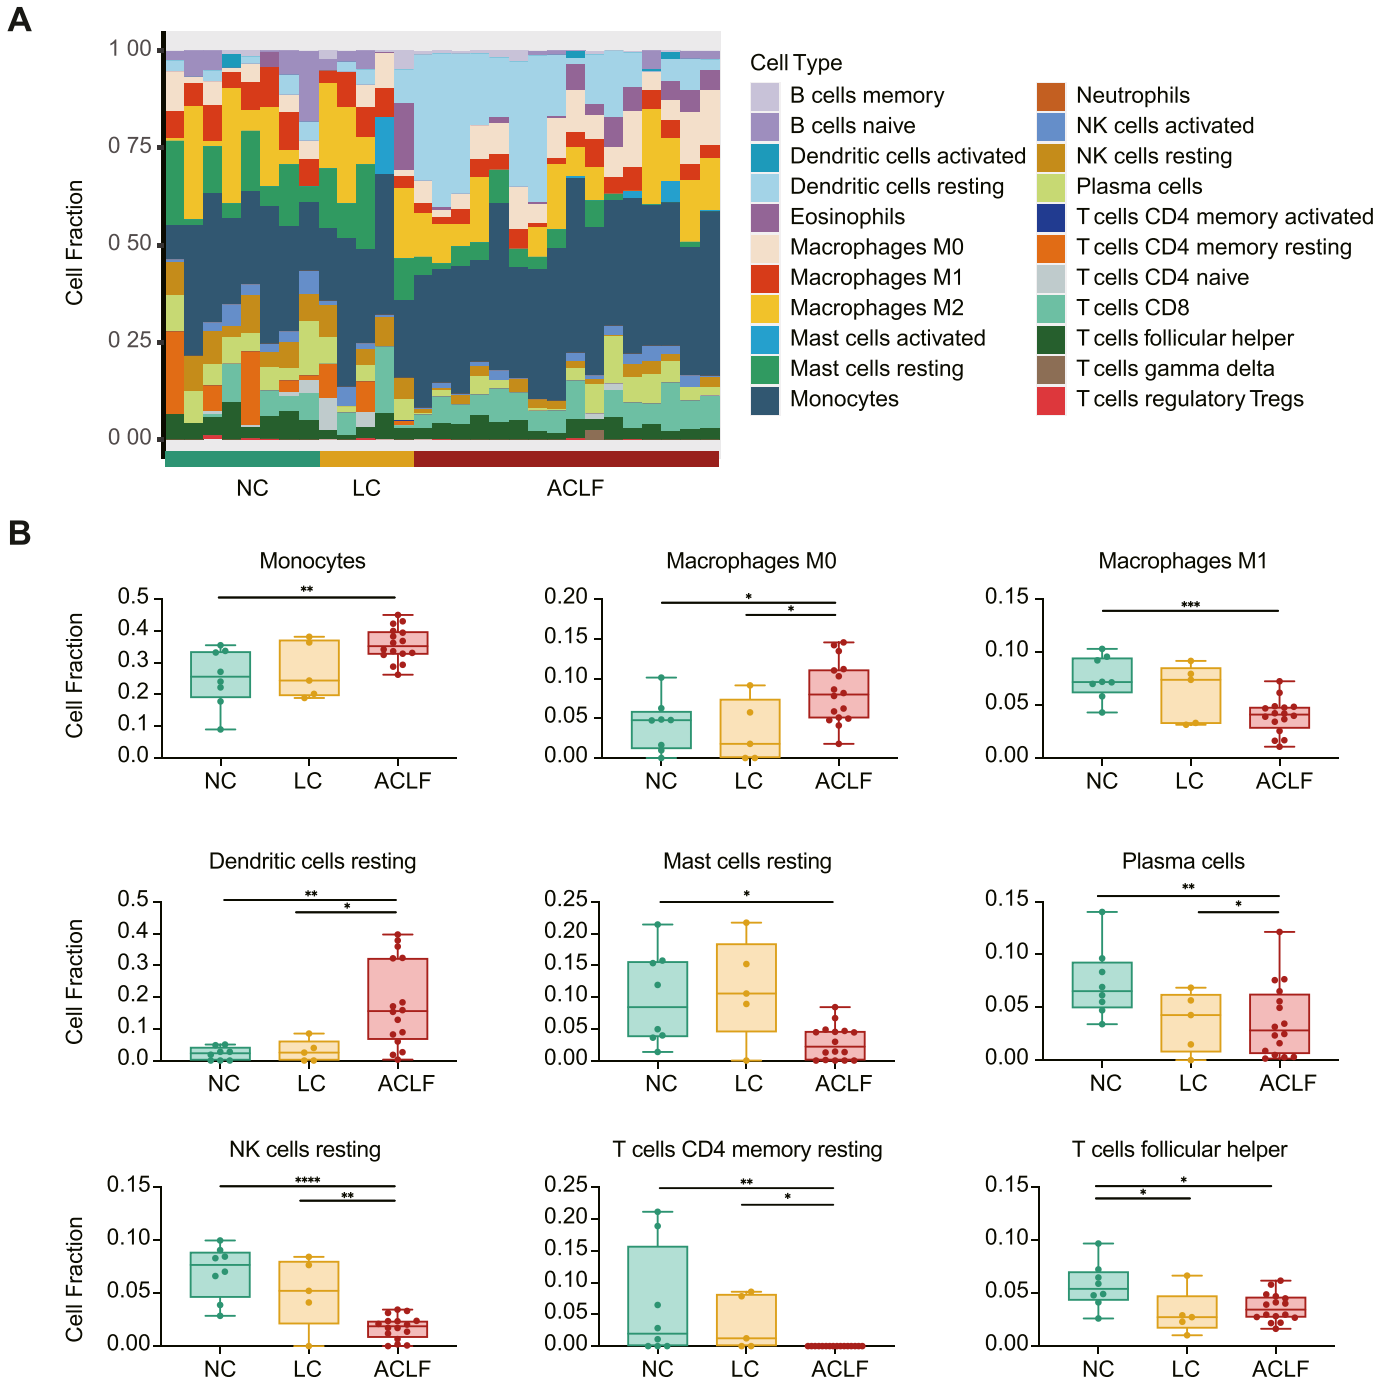 A
1 00
0 75
0 50
0 25
0 00
Cell Fraction
NC LC ACLF
Cell Type
B cells memory
B cells naive
Dendritic cells activated
Dendritic cells resting
Eosinophils
Macrophages M0
Macrophages M1
Macrophages M2
Mast cells activated
Mast cells resting
Monocytes
Neutrophils
NK cells activated
NK cells resting
Plasma cells
T cells CD4 memory activated
T cells CD4 memory resting
T cells CD4 naive
T cells CD8
T cells follicular helper
T cells gamma delta
T cells regulatory Tregs
B
Monocytes
Cell Fraction
0.5
0.4
0.3
0.2
0.1
0.0
**
NC LC ACLF
Macrophages M0
0.20
0.15
0.10
0.05
0.00
*
*
NC LC ACLF
Macrophages M1
0.15
0.10
0.05
0.00
***
NC LC ACLF
Dendritic cells resting
Cell Fraction
0.5
0.4
0.3
0.2
0.1
0.0
**
*
NC LC ACLF
Mast cells resting
0.25
0.20
0.15
0.10
0.05
0.00
*
NC LC ACLF
Plasma cells
0.15
0.10
0.05
0.00
**
*
NC LC ACLF
NK cells resting
Cell Fraction
0.15
0.10
0.05
0.00
****
**
NC LC ACLF
T cells CD4 memory resting
0.25
0.20
0.15
0.10
0.05
0.00
**
*
NC LC ACLF
T cells follicular helper
0.15
0.10
0.05
0.00
*
*
NC LC ACLF